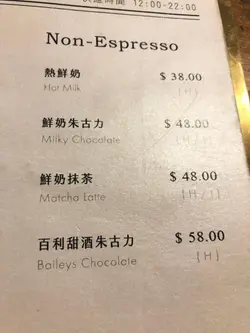 時間 12:00-22:00
Non-Espresso
熱鮮奶 $ 38.00
Hot Milk [H]
鮮奶朱古力 $ 48.00
Milky Chocolate
鮮奶抹茶 $ 48.00
Matcha Latte
百利甜酒朱古力 $ 58.00
Baileys Chocolate [H]